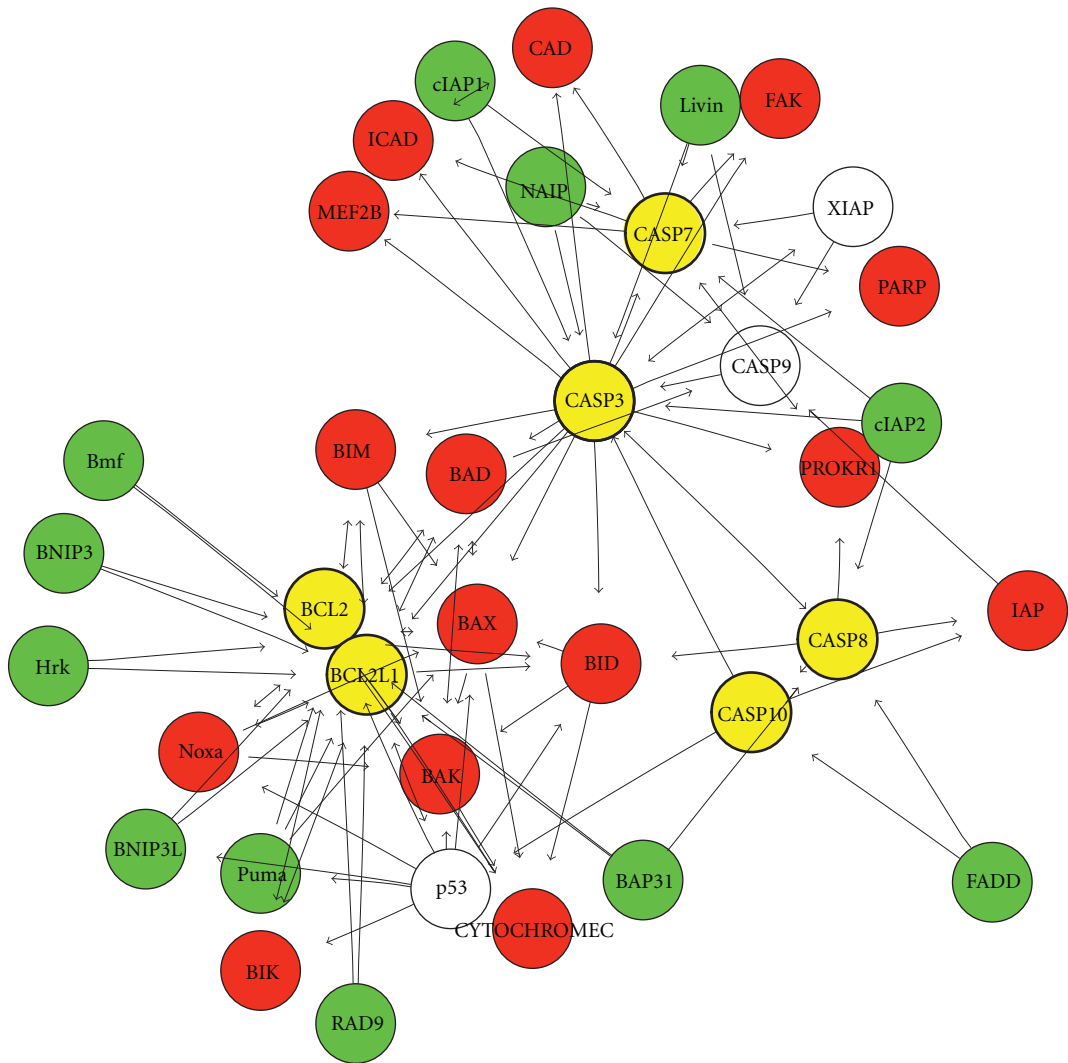 CAD
cIAP1
Livin
FAK
ICAD
NAIP
MEF2B
XIAP
CASP7
PARP
CASP9
CASP3
cIAP2
BIM
Bmf
BAD
PROKR1
BNIP3
BCL2
IAP
BAX
CASP8
Hrk
BID
BCL2L1
CASP10
Noxa
BAK
BNIP3L
Puma
p53
BAP31
FADD
CYTOCHROMEC
BIK
RAD9